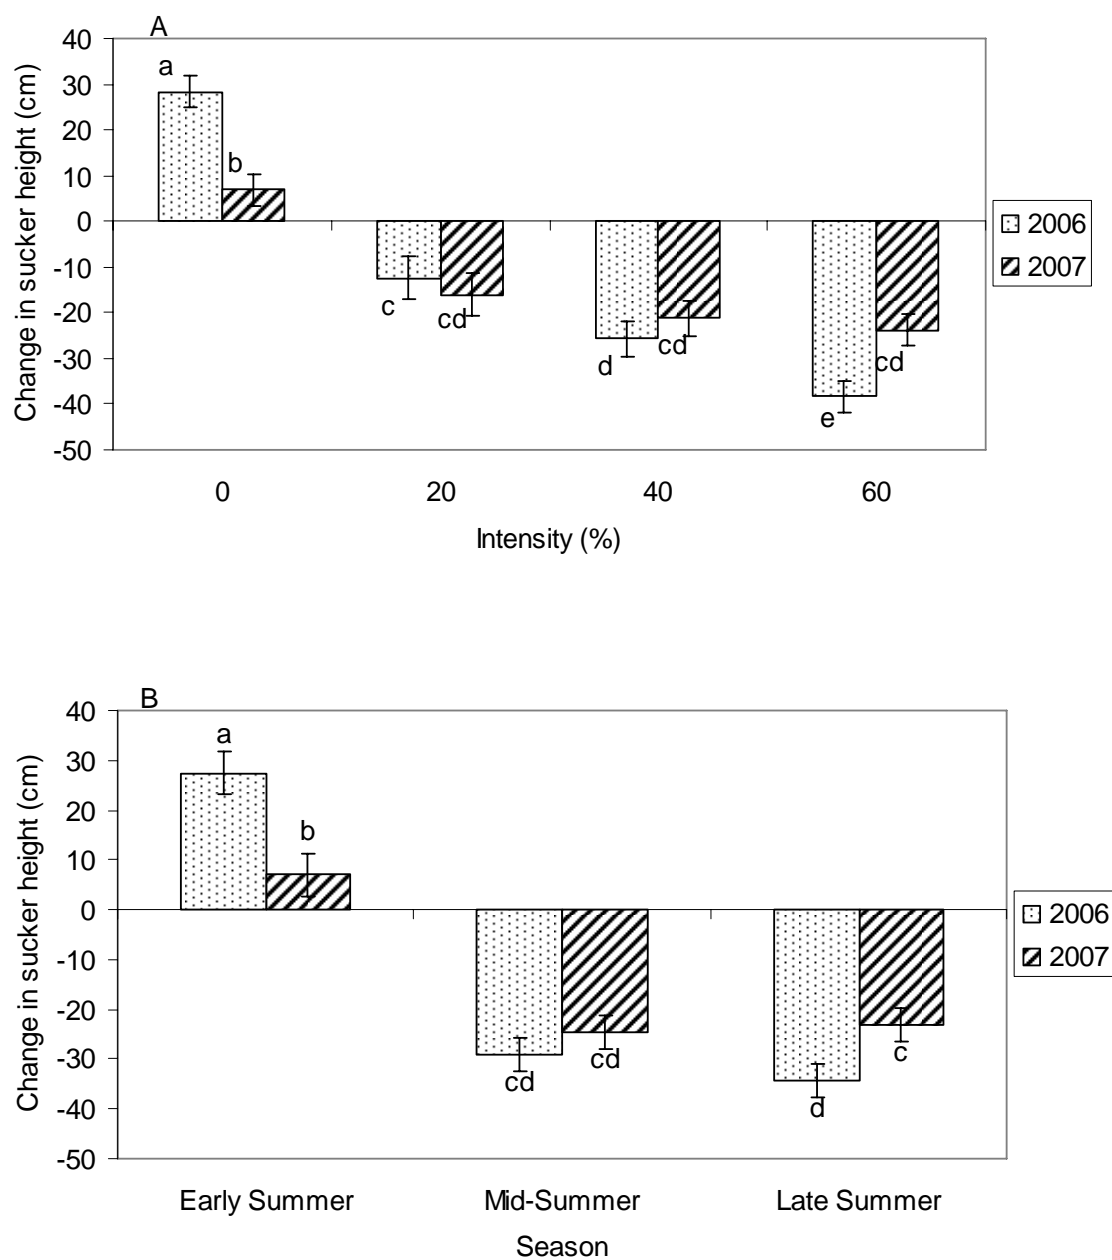 A
40
30
20
10
0
-10
-20
-30
-40
-50
Change in sucker height (cm)
a
b
c
cd
d
cd
e
cd
0 20 40 60
Intensity (%)
2006
2007
B
40
30
20
10
0
-10
-20
-30
-40
-50
Change in sucker height (cm)
a
b
cd
cd
d
c
Early Summer Mid-Summer Late Summer
Season
2006
2007